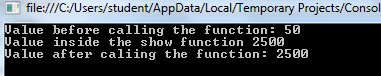 file:///C:/Users/student/AppData/Local/Temporary Projects/Consol
Value before calling the function: 50
Value inside the show function 2500
Value after caliing the function: 2500